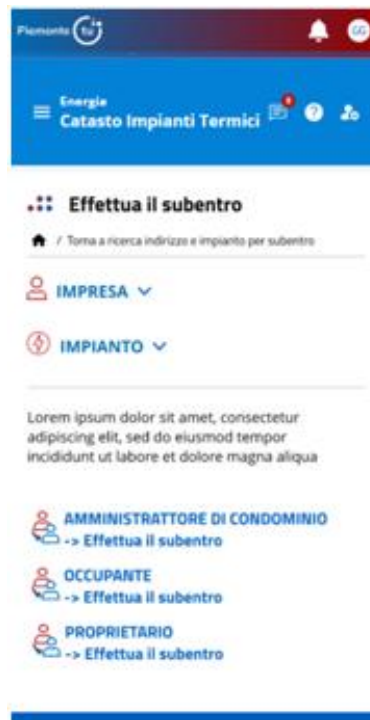 Piemonte tu
GG
Energia
Catasto Impianti Termici
?
Effettua il subentro
/ Torna a ricerca indirizzo e impianto per subentro
IMPRESA
IMPIANTO
Lorem ipsum dolor sit amet, consectetur
adipiscing elit, sed do eiusmod tempor
incididunt ut labore et dolore magna aliqua
AMMINISTRATTORE DI CONDOMINIO
-> Effettua il subentro
OCCUPANTE
-> Effettua il subentro
PROPRIETARIO
-> Effettua il subentro